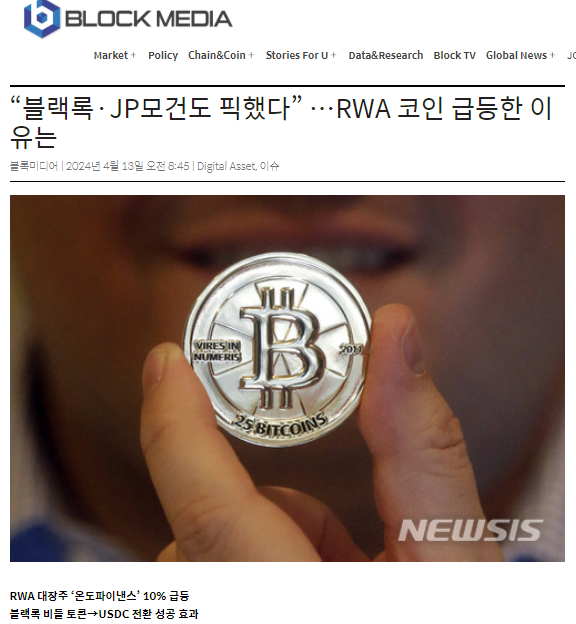 BLOCK MEDIA
Market + Policy Chain&Coin + Stories For U + Data&Research Block TV Global News + JO
“블랙록·JP모건도 픽했다” …RWA 코인 급등한 이
유는
블록미디어 | 2024년 4월 13일 오전 8:45 | Digital Asset, 이슈
VIRES IN
NUMERIS
2011
25 BITCOINS
NEWSIS
RWA 대장주 ‘온도파이낸스’ 10% 급등
블랙록 비들 토큰→USDC 전환 성공 효과